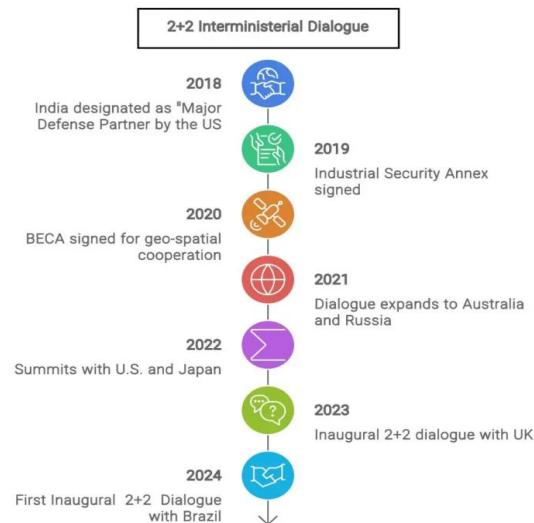 2+2 Interministerial Dialogue
2018
India designated as "Major
Defense Partner by the US
2019
Industrial Security Annex
signed
2020
BECA signed for geo-spatial
cooperation
2021
Dialogue expands to Australia
and Russia
2022
Summits with U.S. and Japan
2023
Inaugural 2+2 dialogue with UK
2024
First Inaugural 2+2 Dialogue
with Brazil